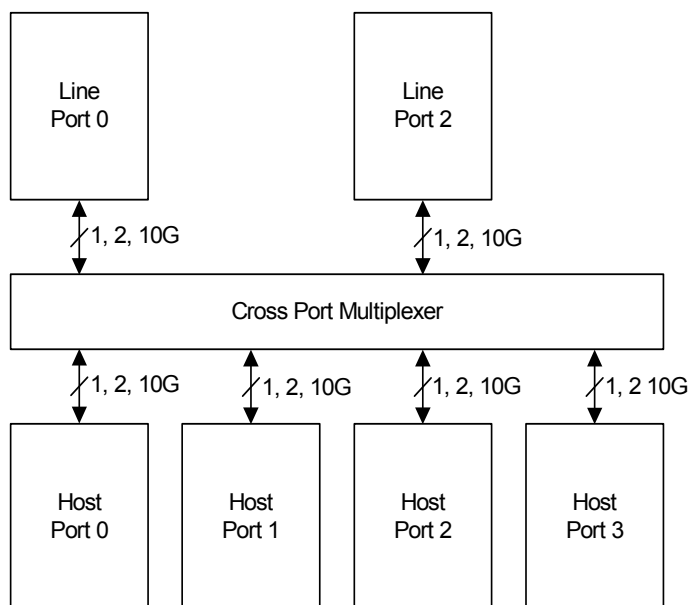 Line
Port 0
Line
Port 2
1, 2, 10G
1, 2, 10G
Cross Port Multiplexer
1, 2, 10G
1, 2, 10G
1, 2, 10G
1, 2 10G
Host
Port 0
Host
Port 1
Host
Port 2
Host
Port 3